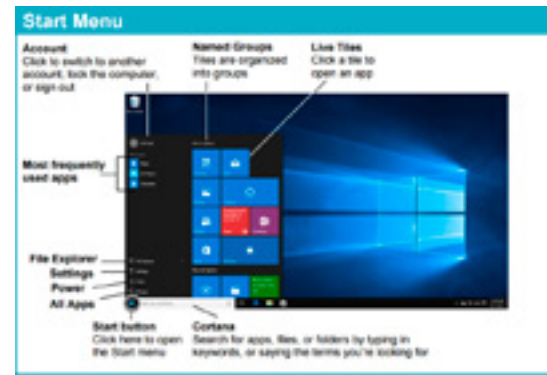 Start Menu
Account
Click to switch to another
account, lock the computer,
or sign out
Named Groups
Tiles are organized
into groups
Live Tiles
Click a tile to
open an app
Most frequently
used apps
File Explorer
Settings
Power
All Apps
Start button
Click here to open
the Start menu
Cortana
Search for apps, files, or folders by typing in
keywords, or saying the terms you're looking for